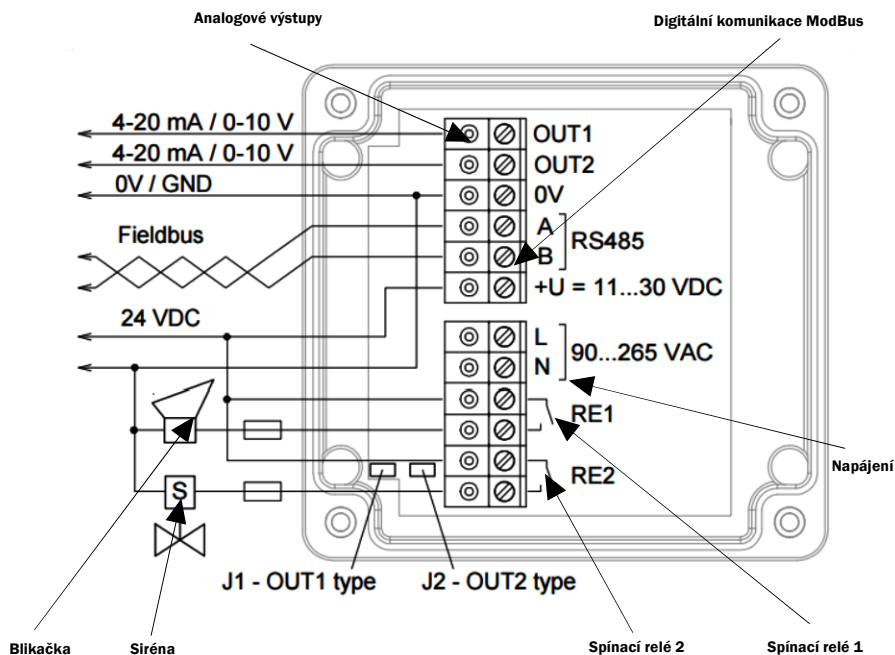 Analogové výstupy
Digitální komunikace ModBus
4-20 mA / 0-10 V
OUT1
4-20 mA / 0-10 V
OUT2
0V / GND
0V
A
Fieldbus
RS485
B
+U = 11...30 VDC
24 VDC
L
90...265 VAC
N
RE1
Napájení
RE2
S
J1 - OUT1 type
J2 - OUT2 type
Blikačka
Siréna
Spínací relé 2
Spínací relé 1